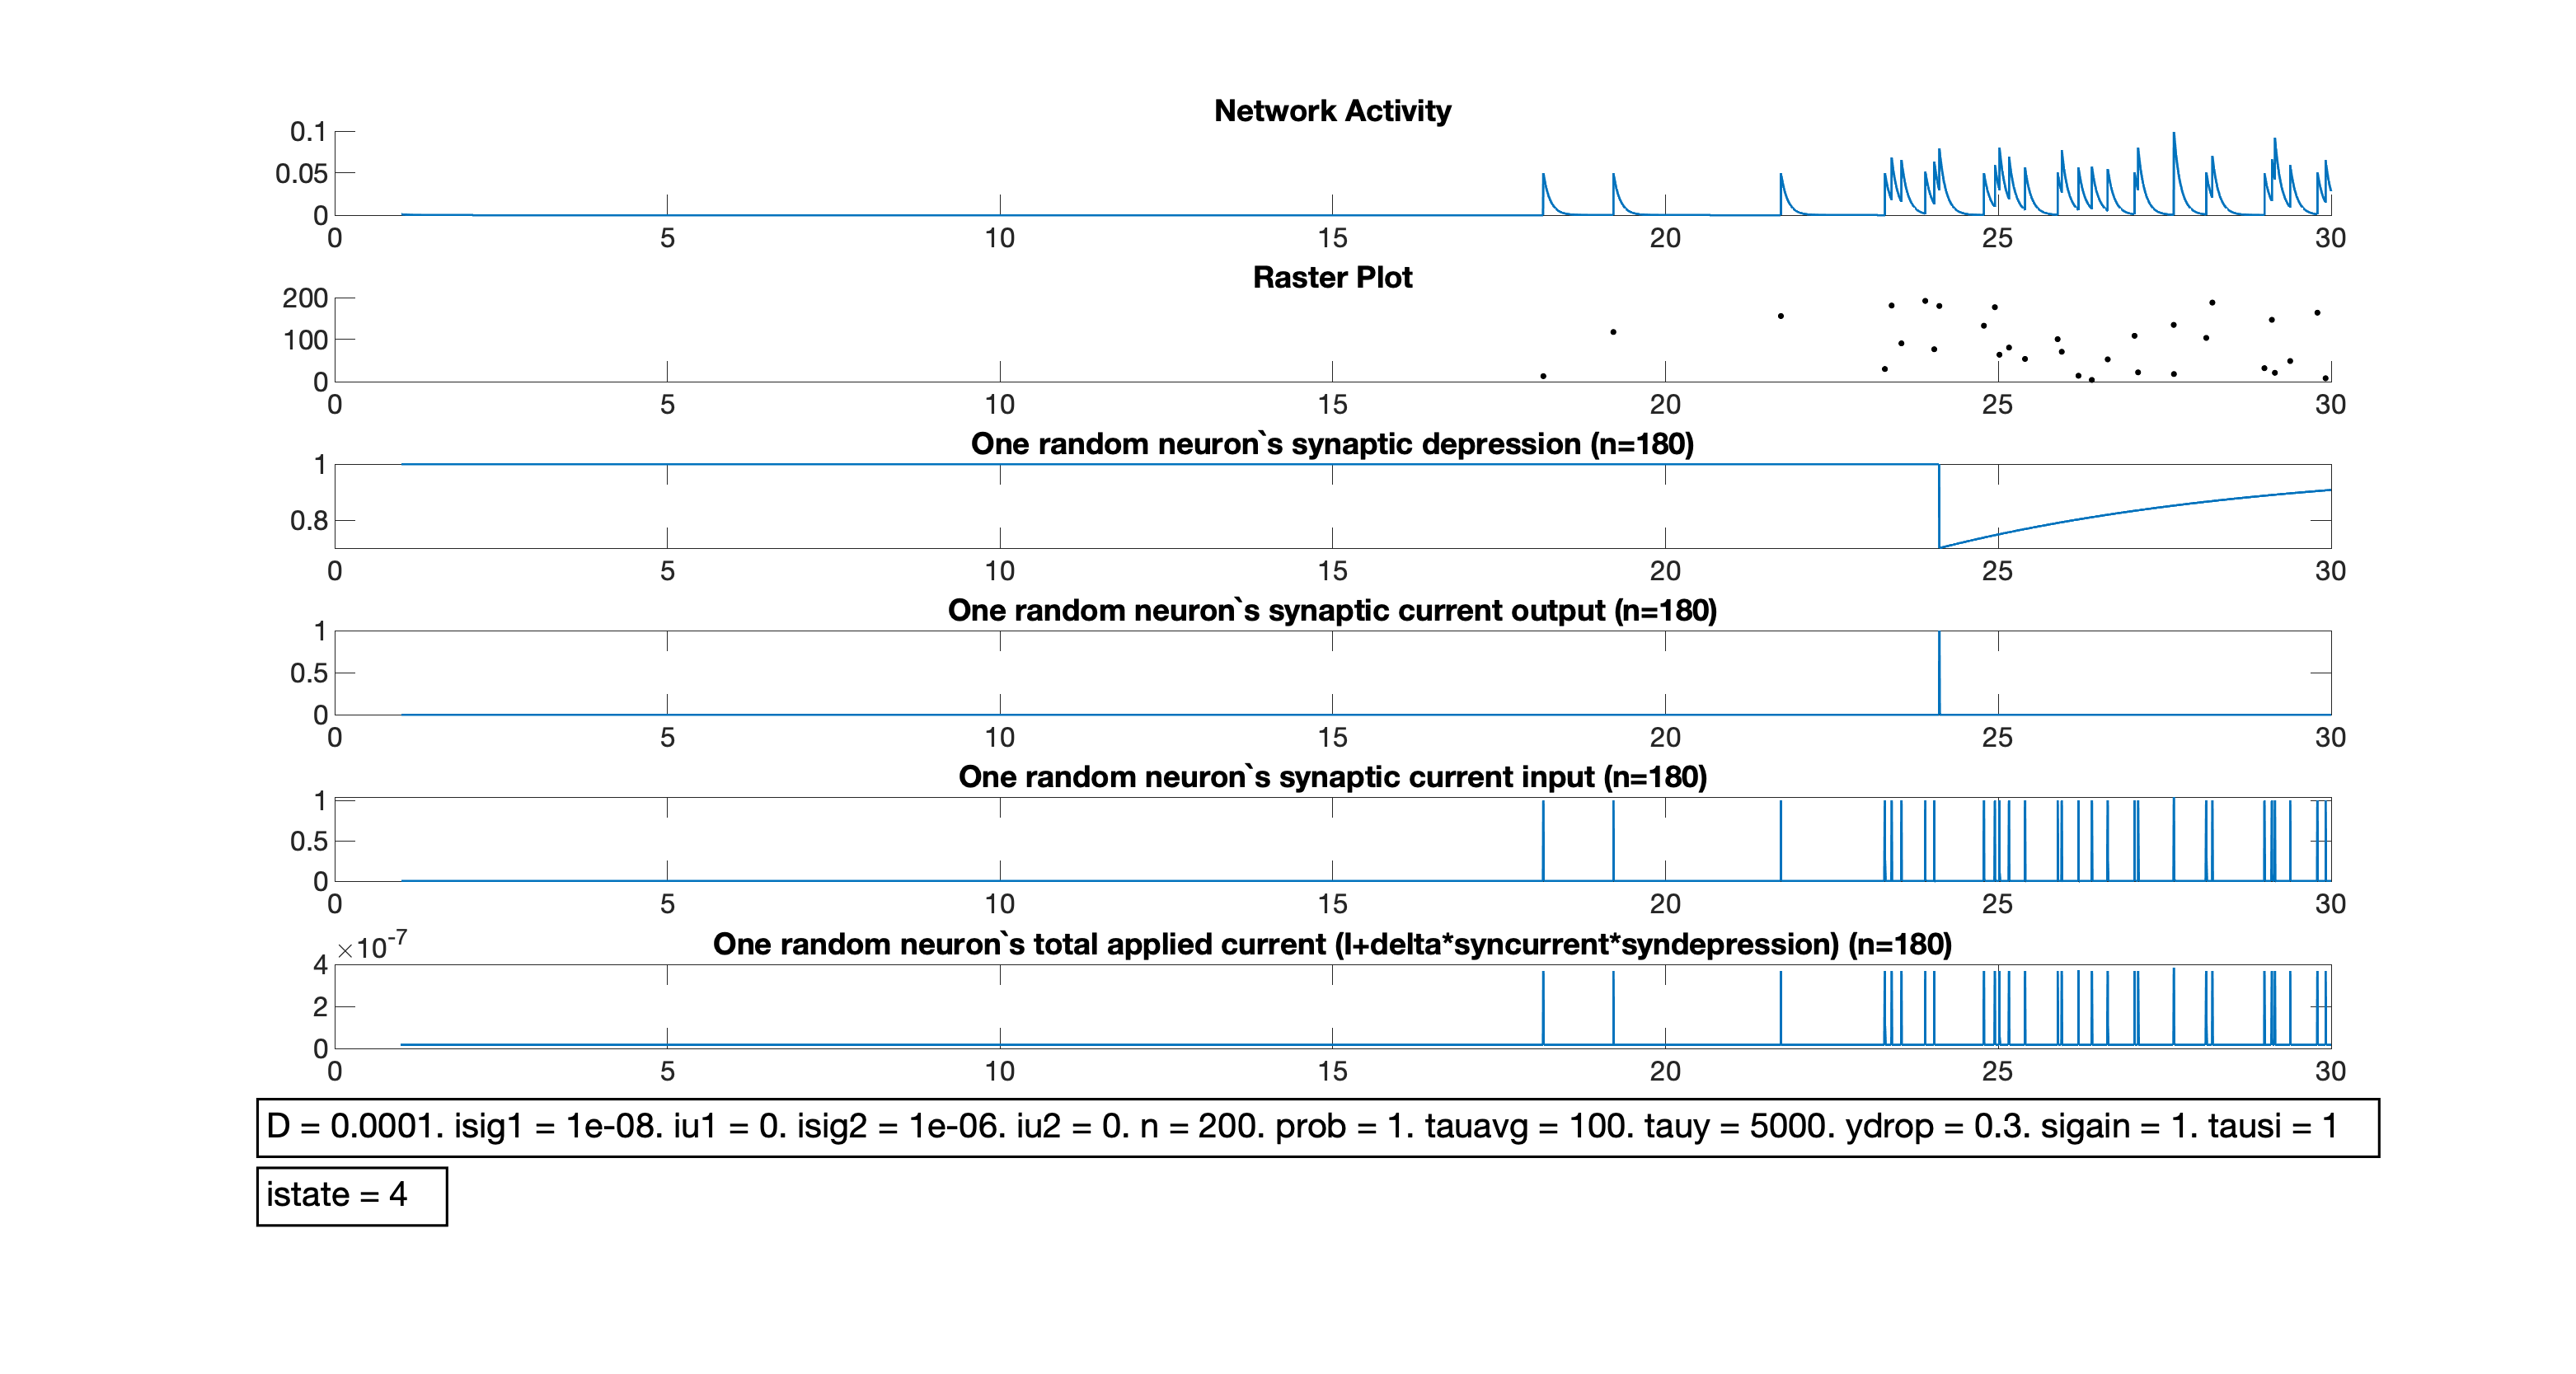 Network Activity
0.1
0.05
0
0 5 10 15 20 25 30
Raster Plot
200
100
0
0 5 10 15 20 25 30
One random neuron`s synaptic depression (n=180)
1
0.8
0 5 10 15 20 25 30
One random neuron`s synaptic current output (n=180)
1
0.5
0
0 5 10 15 20 25 30
One random neuron`s synaptic current input (n=180)
1
0.5
0
0 5 10 15 20 25 30
×10-7
One random neuron`s total applied current (I+delta*syncurrent*syndepression) (n=180)
4
2
0
0 5 10 15 20 25 30
D = 0.0001. isig1 = 1e-08. iu1 = 0. isig2 = 1e-06. iu2 = 0. n = 200. prob = 1. tauavg = 100. tauy = 5000. ydrop = 0.3. sigain = 1. tausi = 1
istate = 4